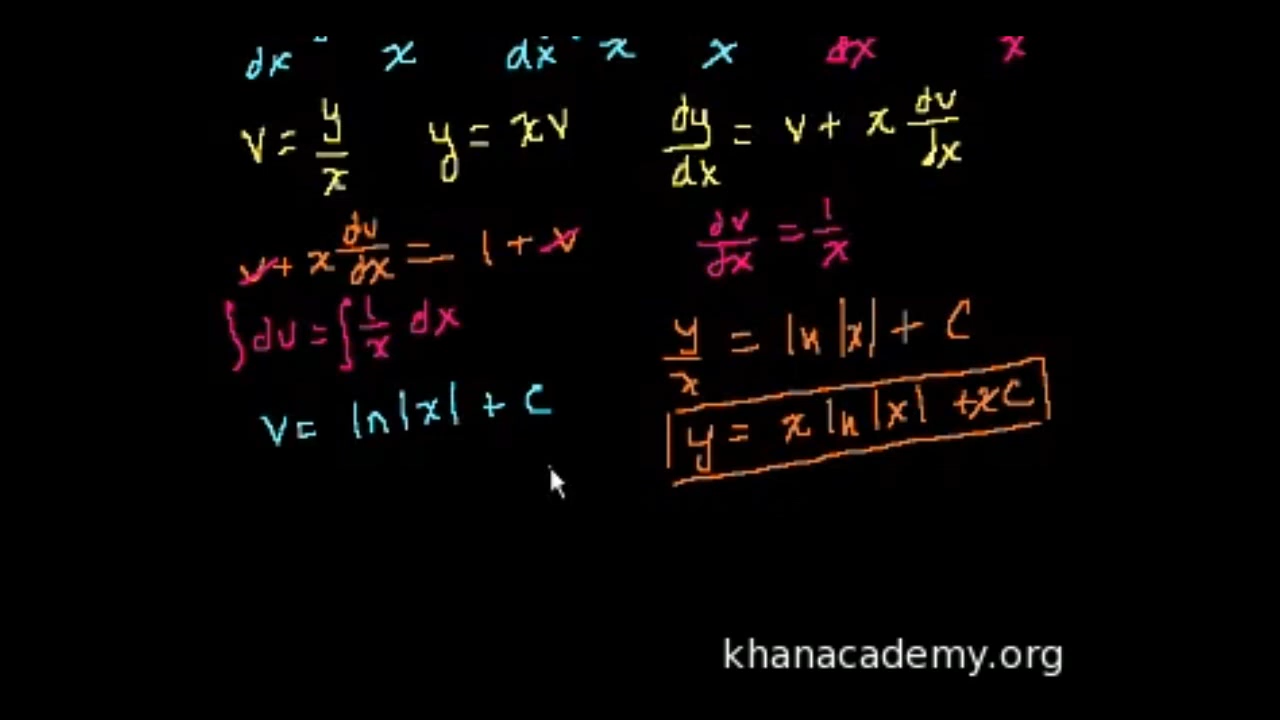 dx x dx x x dx x
v = y/x y = xv dy/dx = v + x dv/dx
v + x dv/dx = 1 + v dv/dx = 1/x
∫dv = ∫1/x dx y/x = ln|x| + C
v = ln|x| + C y = x ln|x| + xC
khanacademy.org